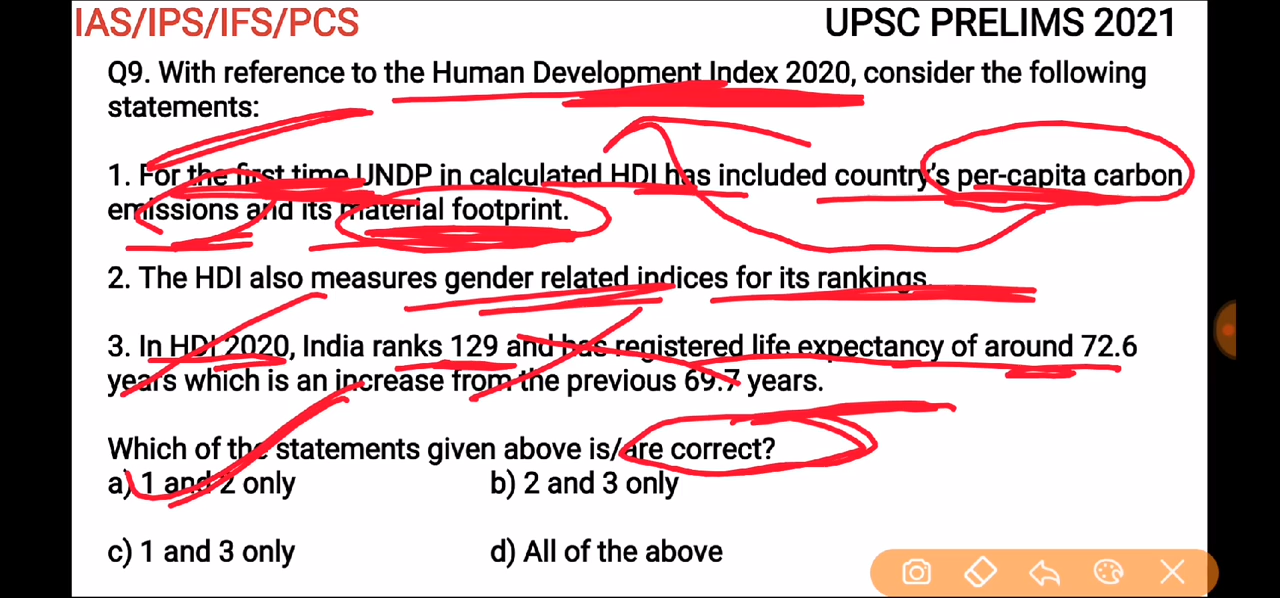 IAS/IPS/IFS/PCS
UPSC PRELIMS 2021
Q9. With reference to the Human Development Index 2020, consider the following
statements:
1. For the first time UNDP in calculated HDI has included country's per-capita carbon
emissions and its material footprint.
2. The HDI also measures gender related indices for its rankings.
3. In HDI 2020, India ranks 129 and has registered life expectancy of around 72.6
years which is an increase from the previous 69.7 years.
Which of the statements given above is/are correct?
a) 1 and 2 only
b) 2 and 3 only
c) 1 and 3 only
d) All of the above